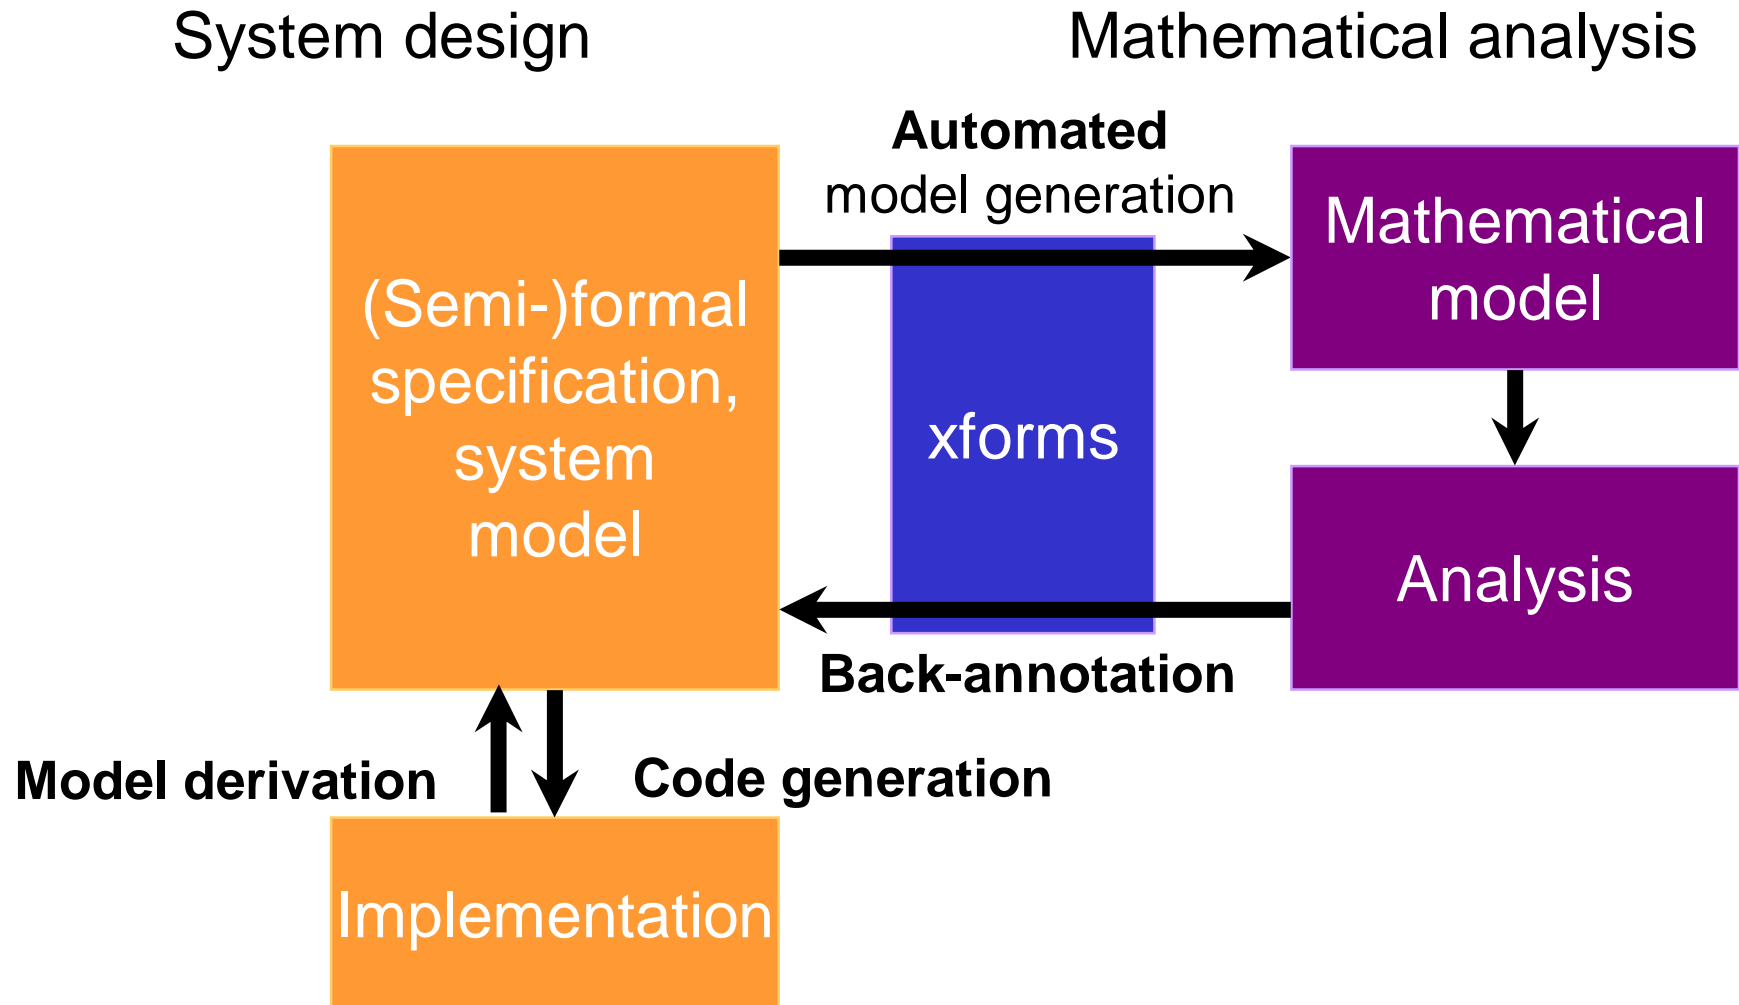 System design
Mathematical analysis
Automated
model generation
(Semi-)formal
specification,
system
model
xforms
Mathematical
model
Analysis
Back-annotation
Model derivation
Code generation
Implementation